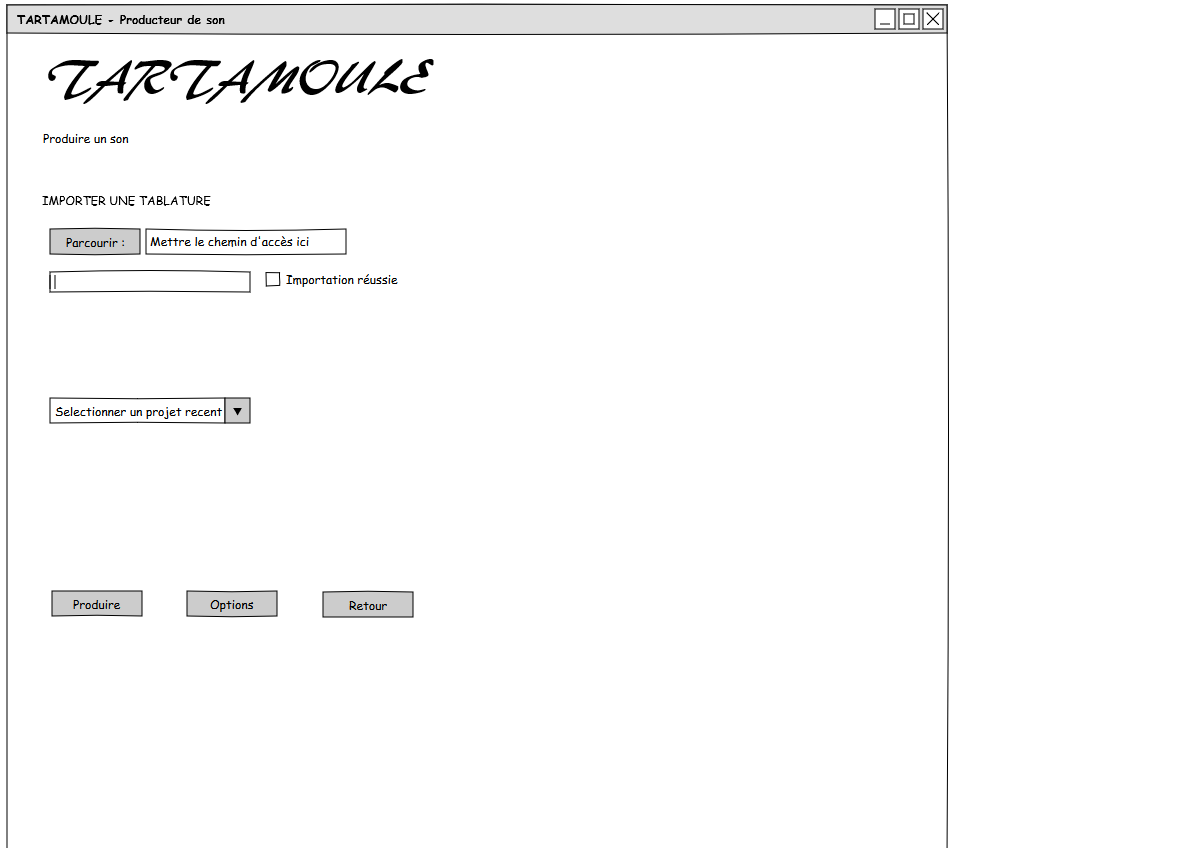 TARTAMOULE - Producteur de son
TARTAMOULE
Produire un son
IMPORTER UNE TABLATURE
Parcourir : Mettre le chemin d'accès ici
Importation réussie
Selectionner un projet recent
Produire Options Retour